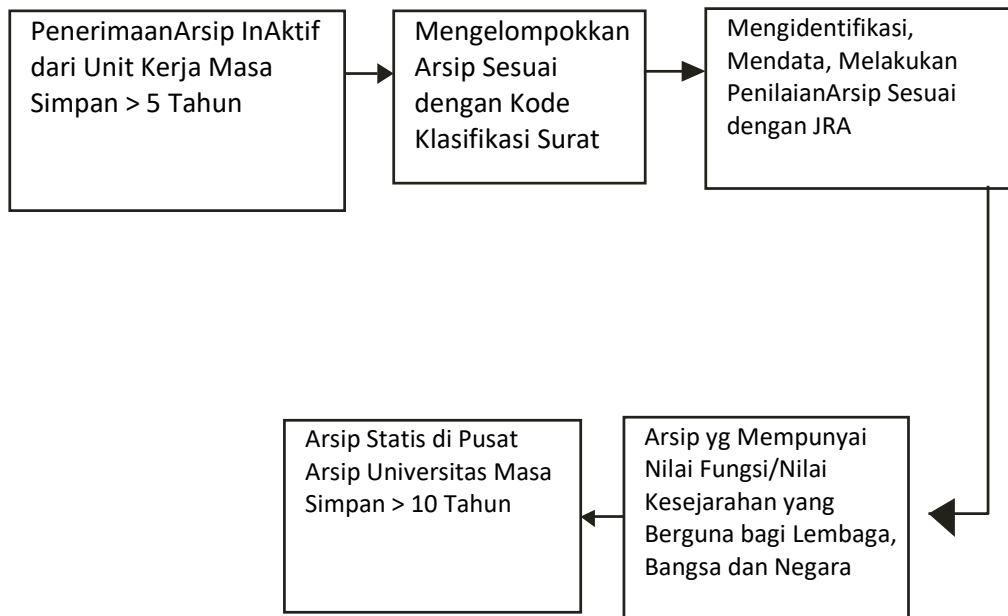 PenerimaanArsip InAktif
dari Unit Kerja Masa
Simpan > 5 Tahun
Mengelompokkan
Arsip Sesuai
dengan Kode
Klasifikasi Surat
Mengidentifikasi,
Mendata, Melakukan
PenilaianArsip Sesuai
dengan JRA
Arsip Statis di Pusat
Arsip Universitas Masa
Simpan > 10 Tahun
Arsip yg Mempunyai
Nilai Fungsi/Nilai
Kesejarahan yang
Berguna bagi Lembaga,
Bangsa dan Negara